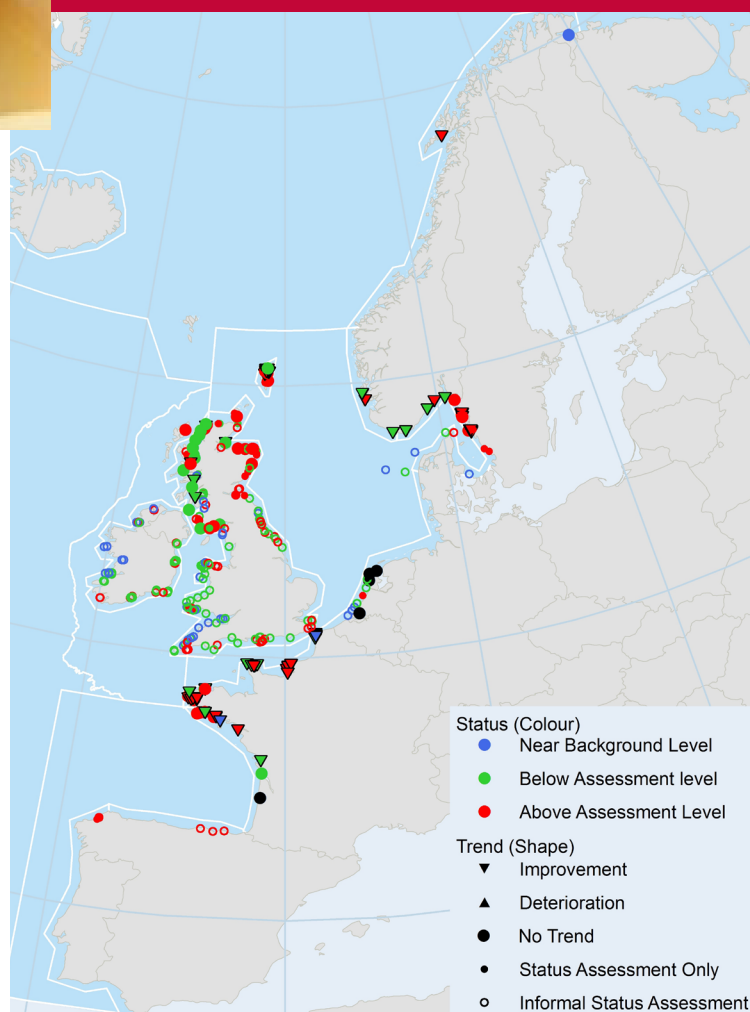 Status (Colour)
Near Background Level
Below Assessment level
Above Assessment Level
Trend (Shape)
Improvement
Deterioration
No Trend
Status Assessment Only
Informal Status Assessment